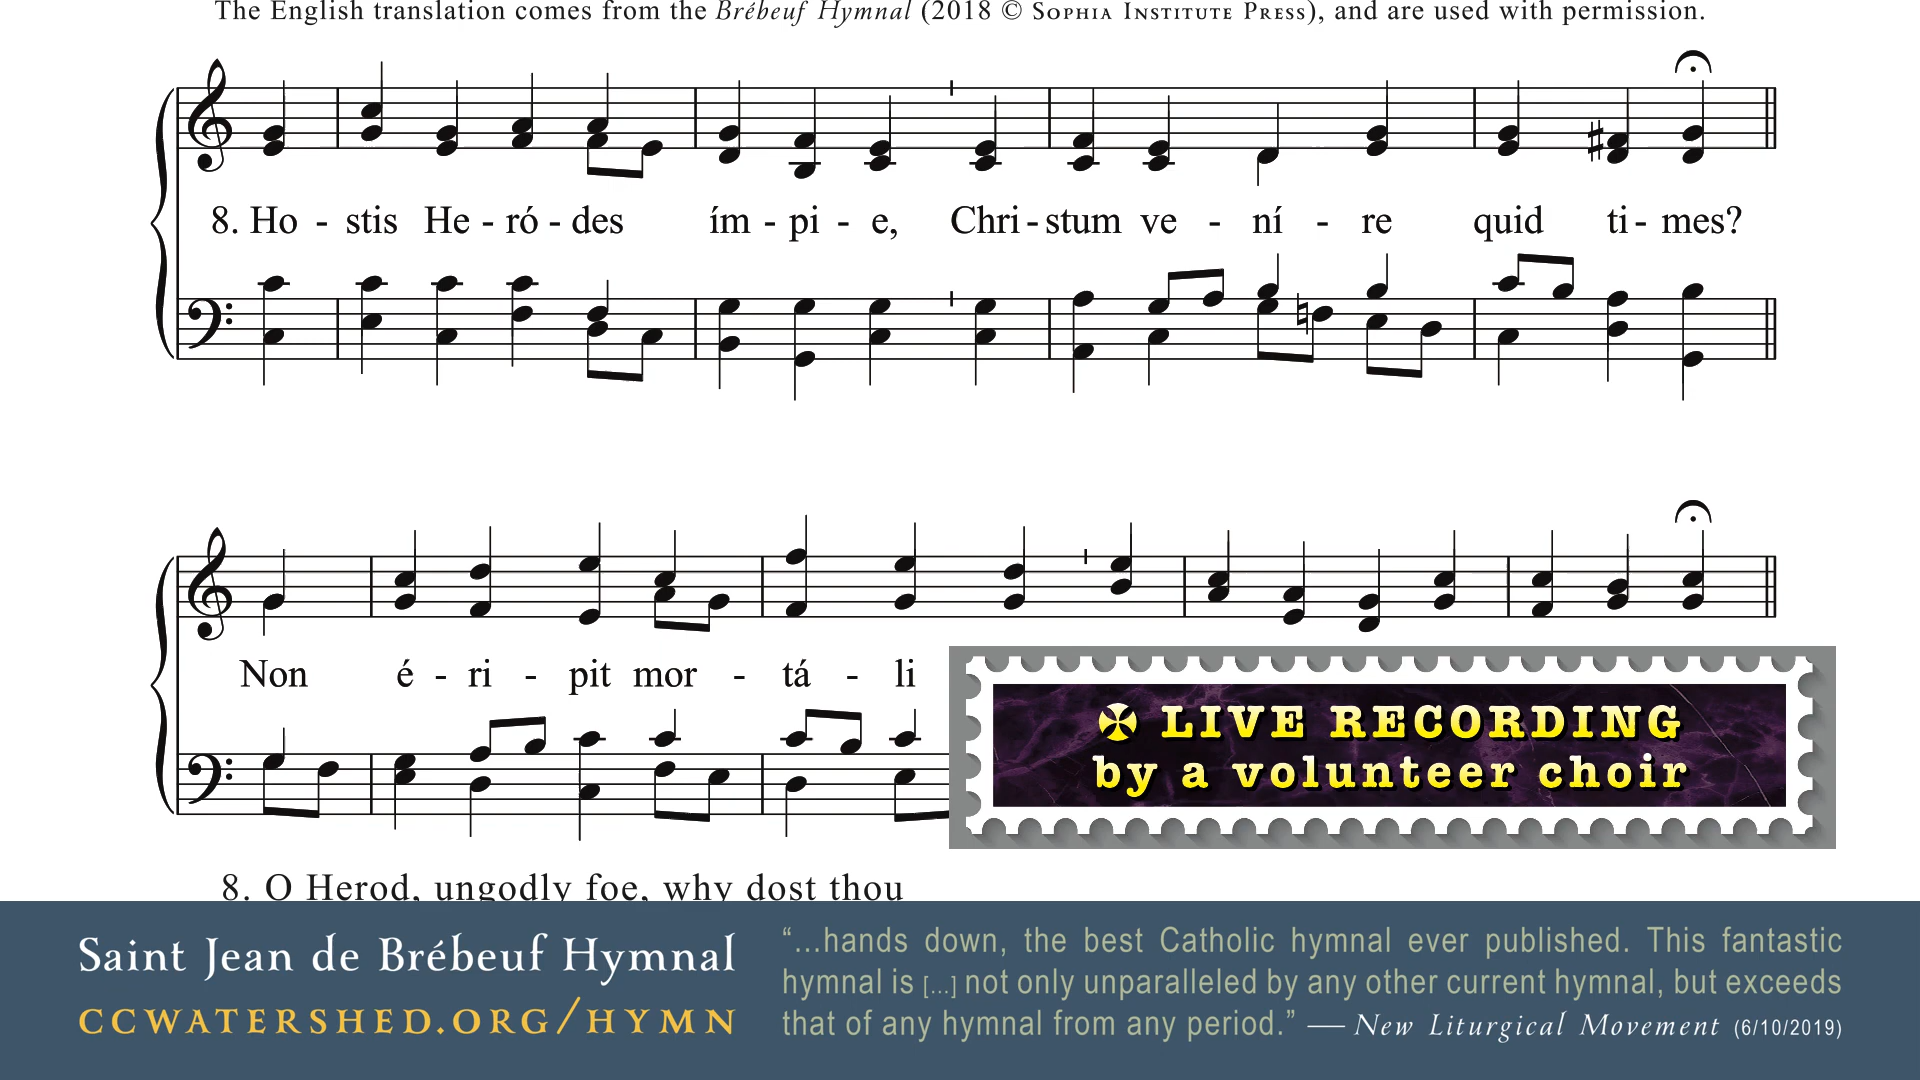 The English translation comes from the Brébeuf Hymnal (2018 © Sophia Institute Press), and are used with permission.
8. Ho - stis He - ró - des ím - pi - e, Chri - stum ve - ní - re quid ti - mes?
Non é - ri - pit mor - tá - li
✠ LIVE RECORDING
by a volunteer choir
8. O Herod, ungodly foe, why dost thou
Saint Jean de Brébeuf Hymnal
CCWATERSHED.ORG/HYMN
“...hands down, the best Catholic hymnal ever published. This fantastic
hymnal is [...] not only unparalleled by any other current hymnal, but exceeds
that of any hymnal from any period.” — New Liturgical Movement (6/10/2019)